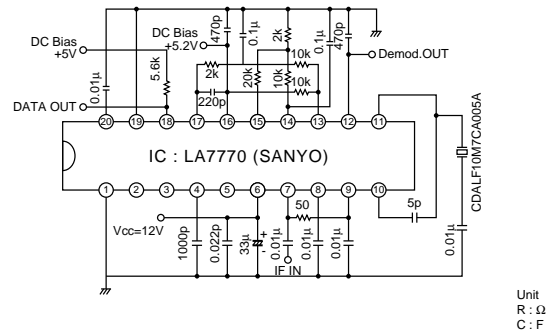 DC Bias
+5V
DC Bias
+5.2V
470p
0.1µ
2k
0.1µ
470p
Demod.OUT
5.6k
0.01µ
2k
20k
10k
10k
10k
220p
DATA OUT
20 19 18 17 16 15 14 13 12 11
IC : LA7770 (SANYO)
1 2 3 4 5 6 7 8 9 10
CDALF10M7CA005A
Vcc=12V
50
5p
1000p
0.022p
33µ
+
-
0.01µ
0.01µ
0.01µ
0.01µ
IF IN
Unit
R : Ω
C : F